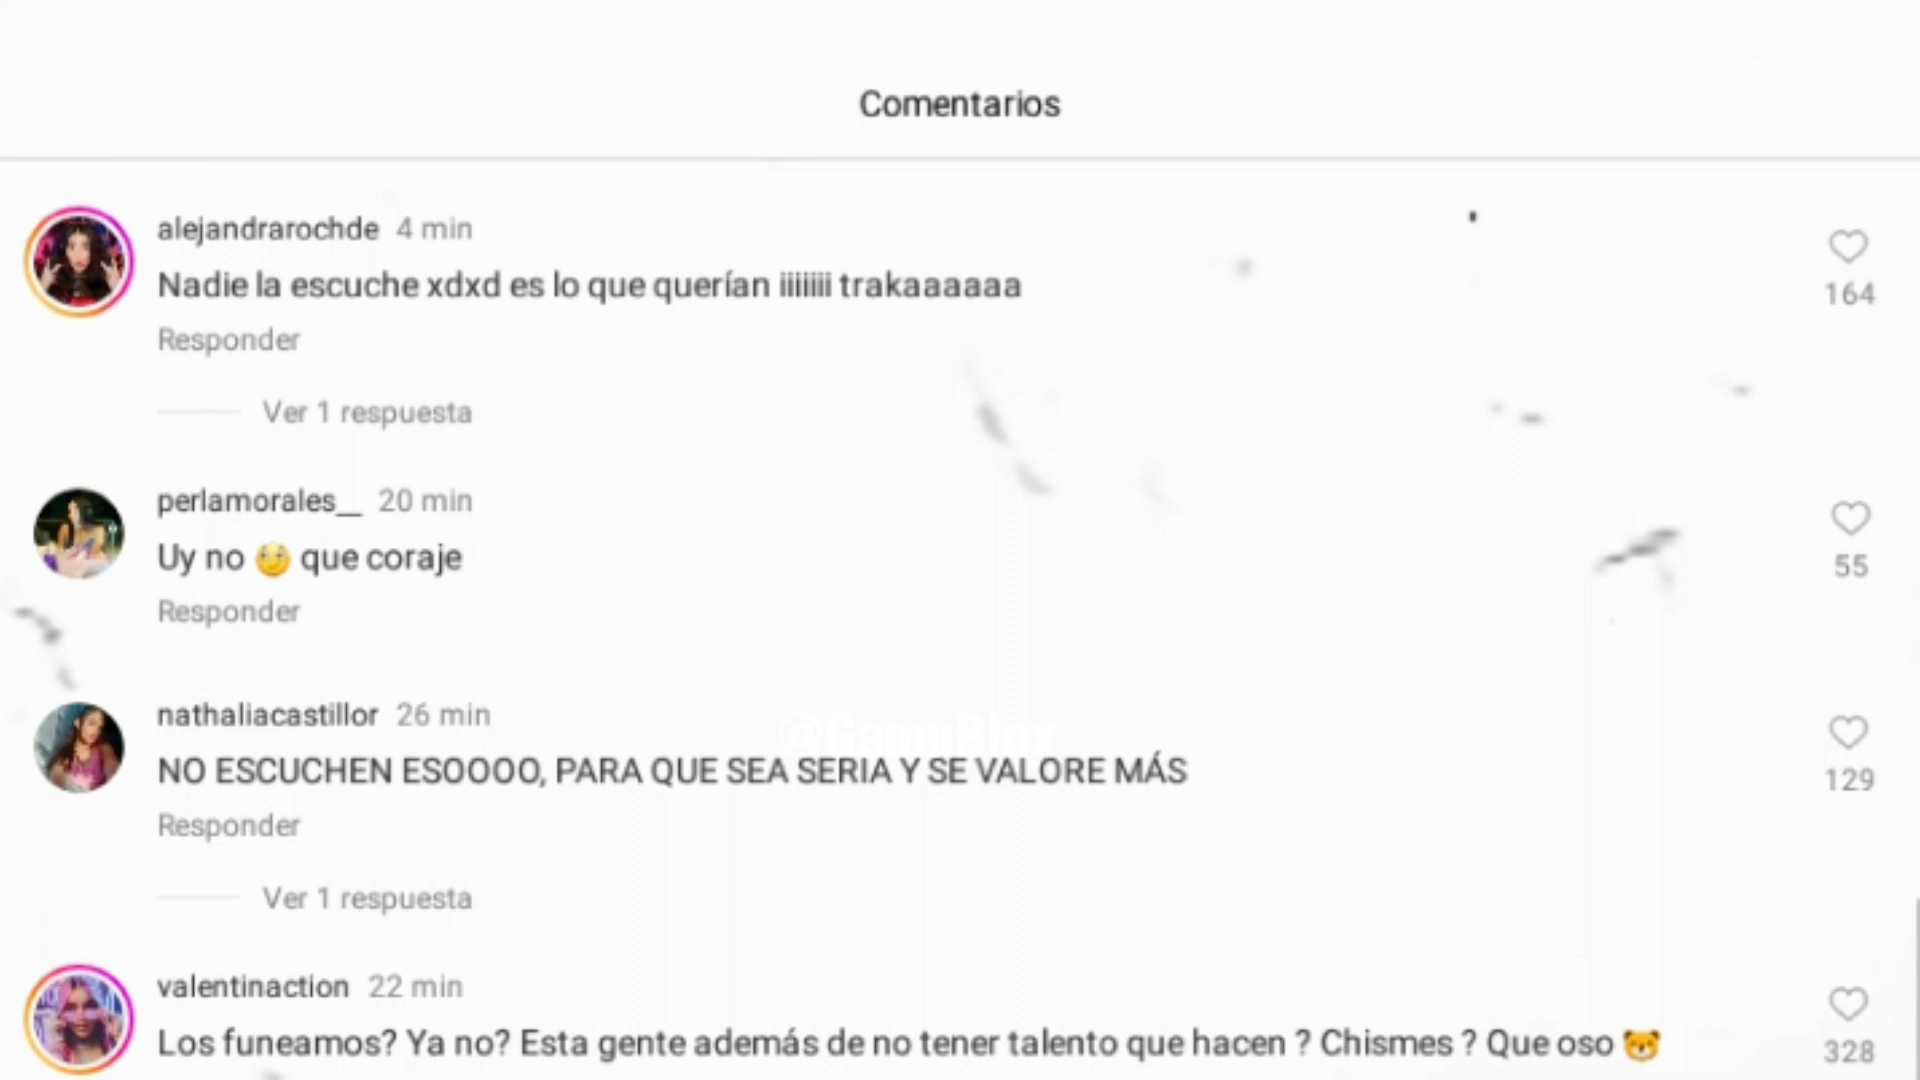 Comentarios
alejandrarochde 4 min
Nadie la escuche xdxd es lo que querían iiiiiii trakaaaaaa
164
Responder
Ver 1 respuesta
perlamorales__ 20 min
Uy no 🧐 que coraje
55
Responder
nathaliacastillor 26 min
@GamuBlox
NO ESCUCHEN ESOOOO, PARA QUE SEA SERIA Y SE VALORE MÁS
129
Responder
Ver 1 respuesta
valentinaction 22 min
Los funeamos? Ya no? Esta gente además de no tener talento que hacen ? Chismes ? Que oso 🐻
328